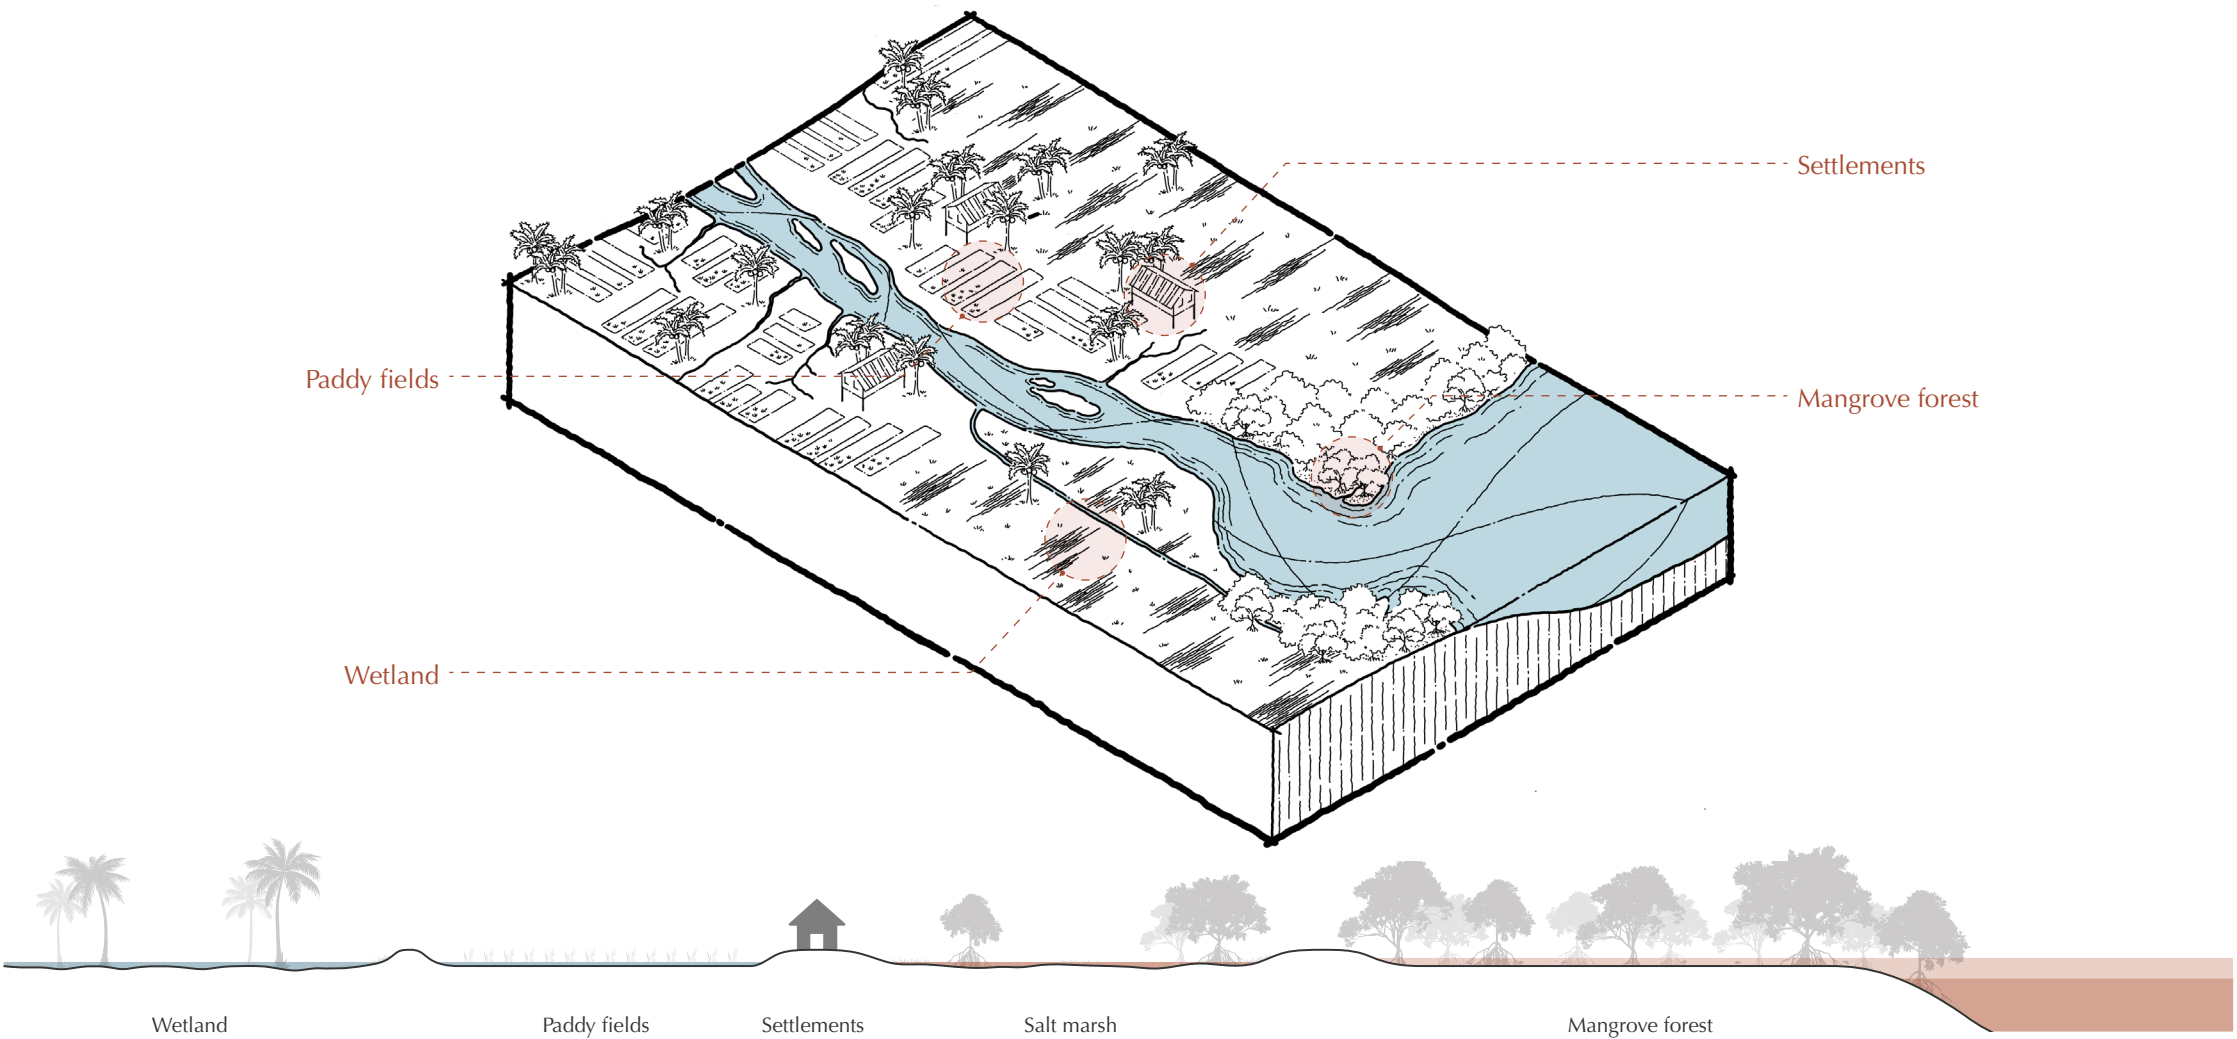 Settlements
Paddy fields
Mangrove forest
Wetland
Wetland
Paddy fields
Settlements
Salt marsh
Mangrove forest